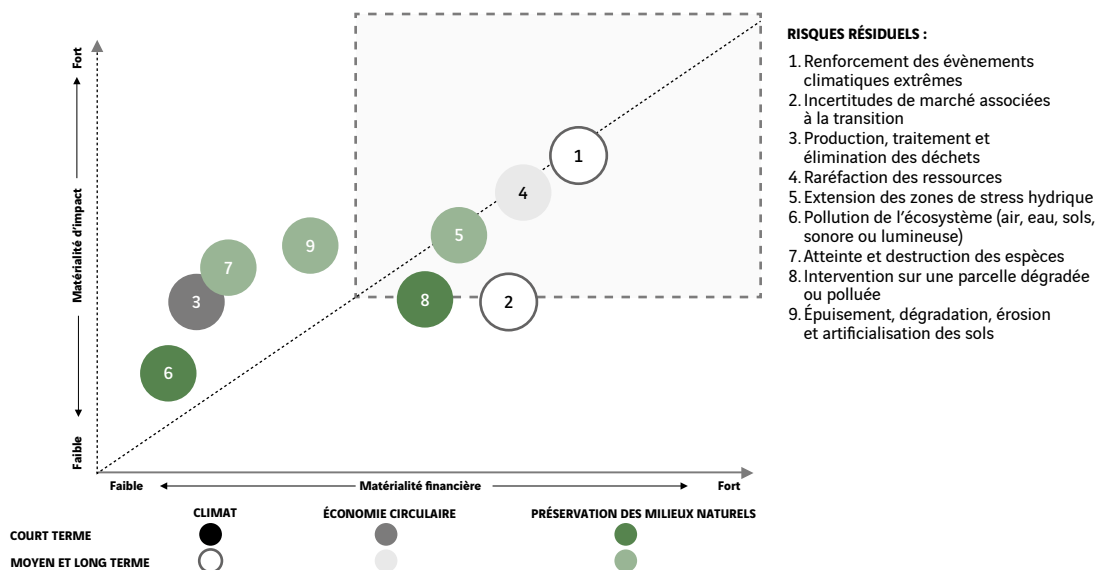 Fort
Matérialité d'impact
Faible
1
4
5
9
7
3
8
2
6
Faible
Matérialité financière
Fort
RISQUES RÉSIDUELS :
1. Renforcement des évènements
climatiques extrêmes
2. Incertitudes de marché associées
à la transition
3. Production, traitement et
élimination des déchets
4. Raréfaction des ressources
5. Extension des zones de stress hydrique
6. Pollution de l'écosystème (air, eau, sols,
sonore ou lumineuse)
7. Atteinte et destruction des espèces
8. Intervention sur une parcelle dégradée
ou polluée
9. Épuisement, dégradation, érosion
et artificialisation des sols
CLIMAT
ÉCONOMIE CIRCULAIRE
PRÉSERVATION DES MILIEUX NATURELS
COURT TERME
MOYEN ET LONG TERME